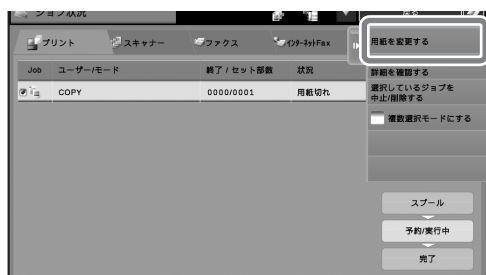 ジョブ状況
戻る
プリント
スキャナー
ファクス
インターネットFax
用紙を変更する
Job
ユーザー/モード
終了 / セット部数
状況
詳細を確認する
COPY
0000/0001
用紙切れ
選択しているジョブを
中止/削除する
複数選択モードにする
スプール
予約/実行中
完了